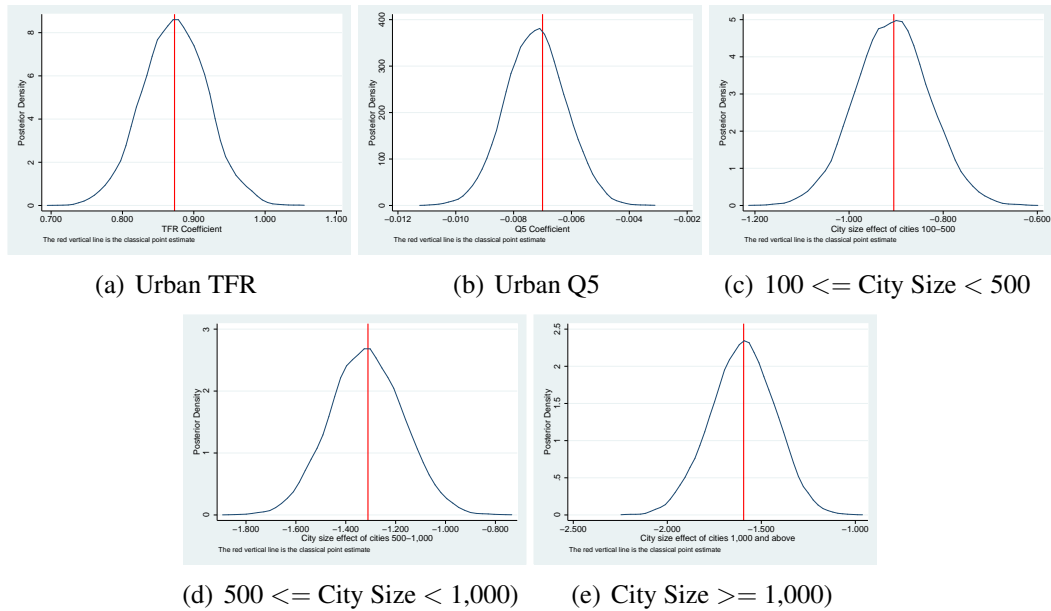 Posterior Density
8
6
4
2
0
0.700 0.800 0.900 1.000 1.100
TFR Coefficient
The red vertical line is the classical point estimate
(a) Urban TFR
Posterior Density
400
300
200
100
0
−0.012 −0.010 −0.008 −0.006 −0.004 −0.002
Q5 Coefficient
The red vertical line is the classical point estimate
(b) Urban Q5
Posterior Density
5
4
3
2
1
0
−1.200 −1.000 −0.800 −0.600
City size effect of cities 100−500
The red vertical line is the classical point estimate
(c) 100 <= City Size < 500
Posterior Density
3
2
1
0
−1.800 −1.600 −1.400 −1.200 −1.000 −0.800
City size effect of cities 500−1,000
The red vertical line is the classical point estimate
(d) 500 <= City Size < 1,000)
Posterior Density
2.5
2
1.5
1
.5
0
−2.500 −2.000 −1.500 −1.000
City size effect of cities 1,000 and above
The red vertical line is the classical point estimate
(e) City Size >= 1,000)